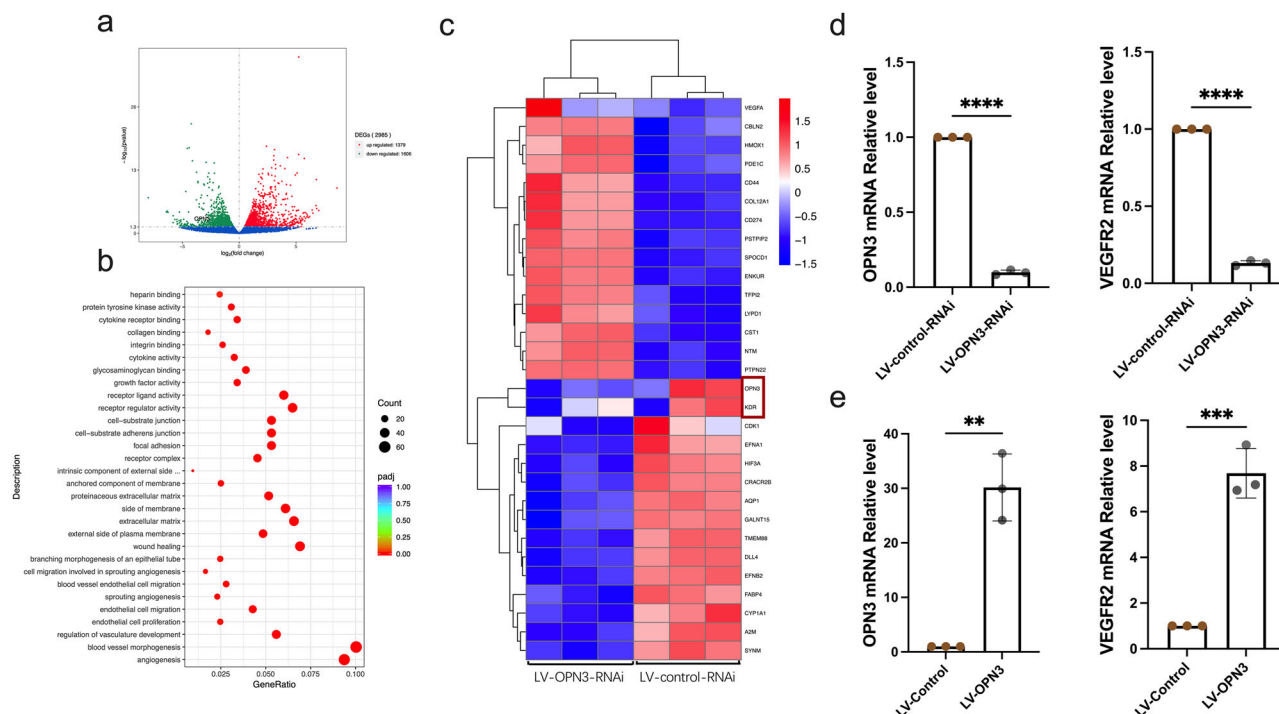 a
28
13
1.3
0
−log₁₀(pvalue)
-5
0
5
log₂(fold change)
DEGs ( 2985 )
up regulated: 1379
down regulated: 1606
b
Description
heparin binding
protein tyrosine kinase activity
cytokine receptor binding
collagen binding
integrin binding
cytokine activity
glycosaminoglycan binding
growth factor activity
receptor ligand activity
receptor regulator activity
cell−substrate junction
cell−substrate adherens junction
focal adhesion
receptor complex
intrinsic component of external side ...
anchored component of membrane
proteinaceous extracellular matrix
side of membrane
extracellular matrix
external side of plasma membrane
wound healing
branching morphogenesis of an epithelial tube
cell migration involved in sprouting angiogenesis
blood vessel endothelial cell migration
sprouting angiogenesis
endothelial cell migration
endothelial cell proliferation
regulation of vasculature development
blood vessel morphogenesis
angiogenesis
0.025 0.050 0.075 0.100
GeneRatio
Count
20
40
60
padj
1.00
0.75
0.50
0.25
0.00
c
VEGFA
CBLN2
HMOX1
PDE1C
CD44
COL12A1
CD274
PSTPIP2
SPOCD1
ENKUR
TFPI2
LYPD1
CST1
NTM
PTPN22
OPN3
KDR
CDK1
EFNA1
HIF3A
CRACR2B
AQP1
GALNT15
TMEM88
DLL4
EFNB2
FABP4
CYP1A1
A2M
SYNM
1.5
1
0.5
0
−0.5
−1
−1.5
LV-OPN3-RNAi LV-control-RNAi
d
OPN3 mRNA Relative level
1.5
1.0
0.5
0.0
****
LV-control-RNAi
LV-OPN3-RNAi
VEGFR2 mRNA Relative level
1.5
1.0
0.5
0.0
****
LV-control-RNAi
LV-OPN3-RNAi
e
OPN3 mRNA Relative level
40
30
20
10
0
**
LV-Control
LV-OPN3
VEGFR2 mRNA Relative level
10
8
6
4
2
0
***
LV-Control
LV-OPN3